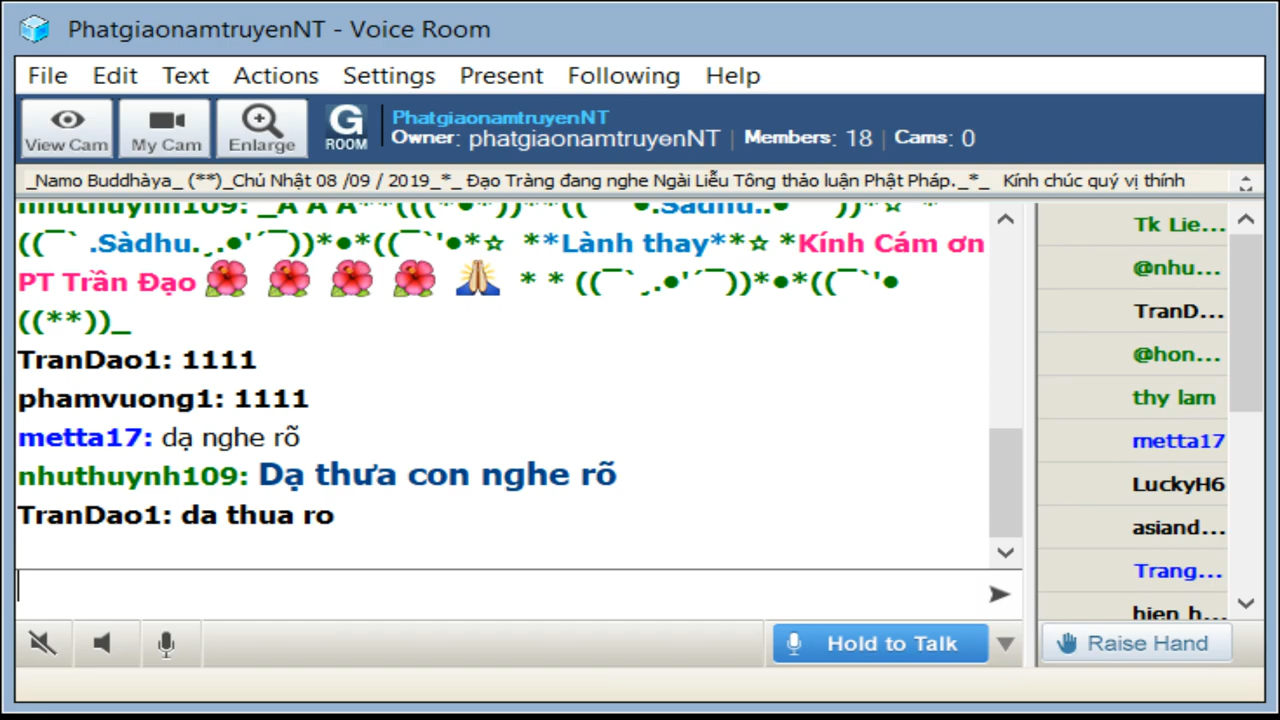 PhatgiaonamtruyenNT - Voice Room
File Edit Text Actions Settings Present Following Help
View Cam My Cam Enlarge G ROOM
PhatgiaonamtruyenNT
Owner: phatgiaonamtruyenNT | Members: 18 | Cams: 0
_Namo Buddhàya_ (**)_Chủ Nhật 08 /09 / 2019_*_ Đạo Tràng đang nghe Ngài Liễu Tông thảo luận Phật Pháp._*_ Kính chúc quý vị thính
nhuthuynh109: _A A A**(((*●*))**((¯ ●.Sàdhu..● ¯))*☆ *
((¯` .Sàdhu.¸.●'´¯))*●*((¯`'●*☆ **Lành thay**☆ *Kính Cám ơn
PT Trần Đạo 🌺 🌺 🌺 🌺 🙏 * * ((¯`¸.●'´¯))*●*((¯`'●
((**))_
TranDao1: 1111
phamvuong1: 1111
metta17: dạ nghe rõ
nhuthuynh109: Dạ thưa con nghe rõ
TranDao1: da thua ro
Tk Lie...
@nhu...
TranD...
@hon...
thy lam
metta17
LuckyH6
asiand...
Trang...
hien h...
Hold to Talk
Raise Hand